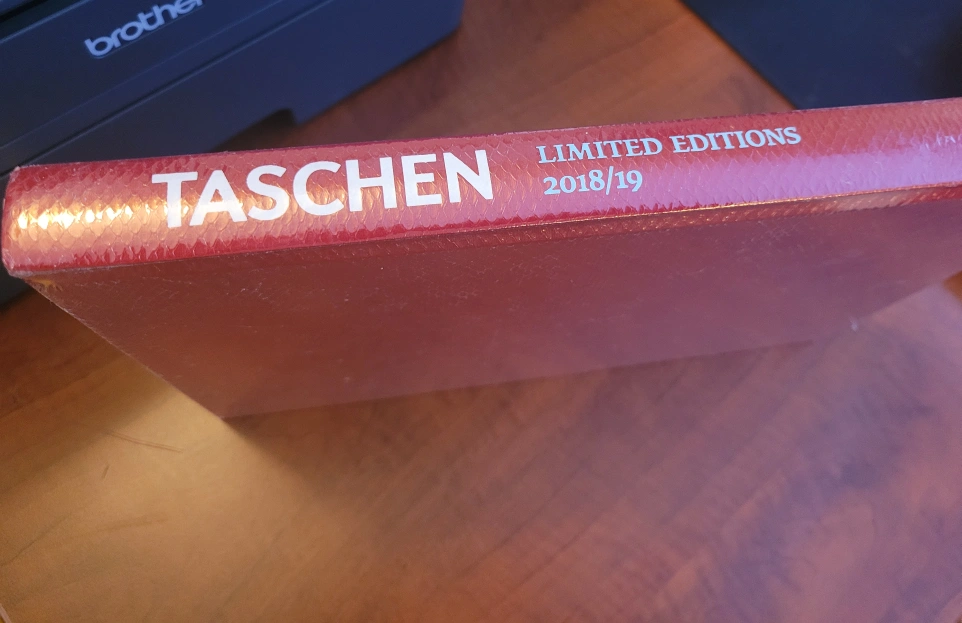 brother
TASCHEN
LIMITED EDITIONS
2018/19